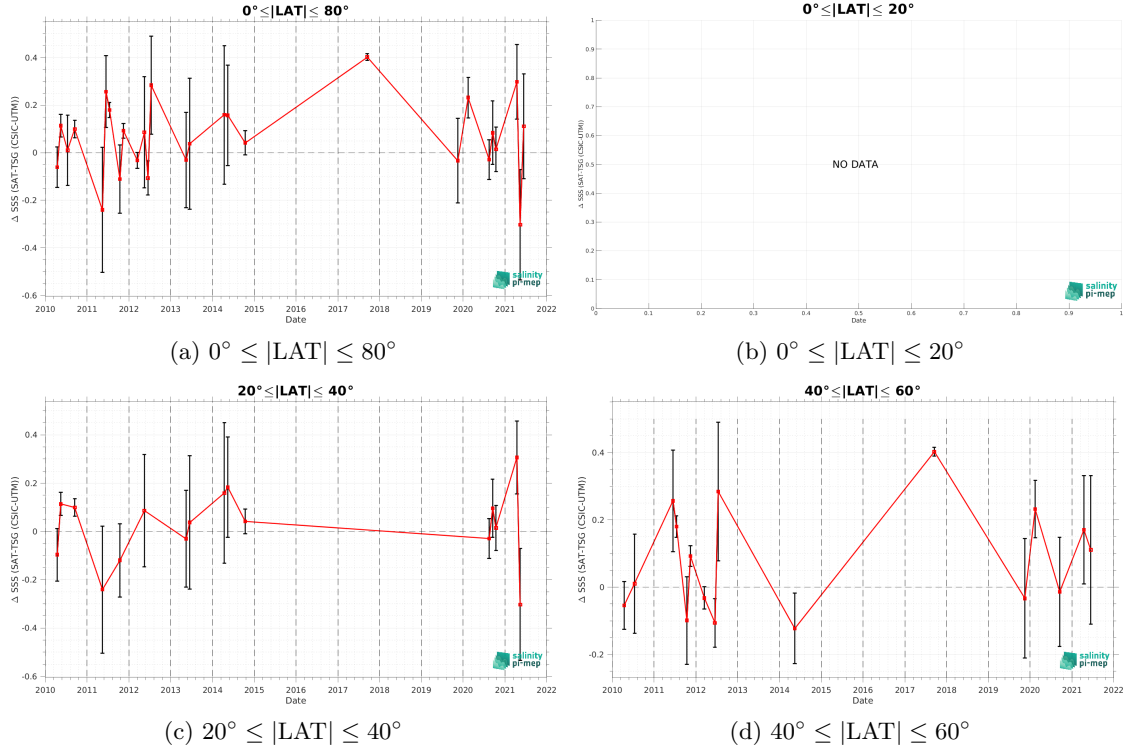 0°≤|LAT|≤ 80°
Δ SSS (SAT-TSG (CSIC-UTM))
0.4
0.2
0
-0.2
-0.4
-0.6
2010 2011 2012 2013 2014 2015 2016 2017 2018 2019 2020 2021 2022
Date
salinity
pi-mep
(a) 0° ≤ |LAT| ≤ 80°
0°≤|LAT|≤ 20°
Δ SSS (SAT-TSG (CSIC-UTM))
1
0.9
0.8
0.7
0.6
0.5
0.4
0.3
0.2
0.1
0
NO DATA
0 0.1 0.2 0.3 0.4 0.5 0.6 0.7 0.8 0.9 1
Date
salinity
pi-mep
(b) 0° ≤ |LAT| ≤ 20°
20°≤|LAT|≤ 40°
Δ SSS (SAT-TSG (CSIC-UTM))
0.4
0.2
0
-0.2
-0.4
-0.6
2010 2011 2012 2013 2014 2015 2016 2017 2018 2019 2020 2021 2022
Date
salinity
pi-mep
(c) 20° ≤ |LAT| ≤ 40°
40°≤|LAT|≤ 60°
Δ SSS (SAT-TSG (CSIC-UTM))
0.4
0.2
0
-0.2
2010 2011 2012 2013 2014 2015 2016 2017 2018 2019 2020 2021 2022
Date
salinity
pi-mep
(d) 40° ≤ |LAT| ≤ 60°